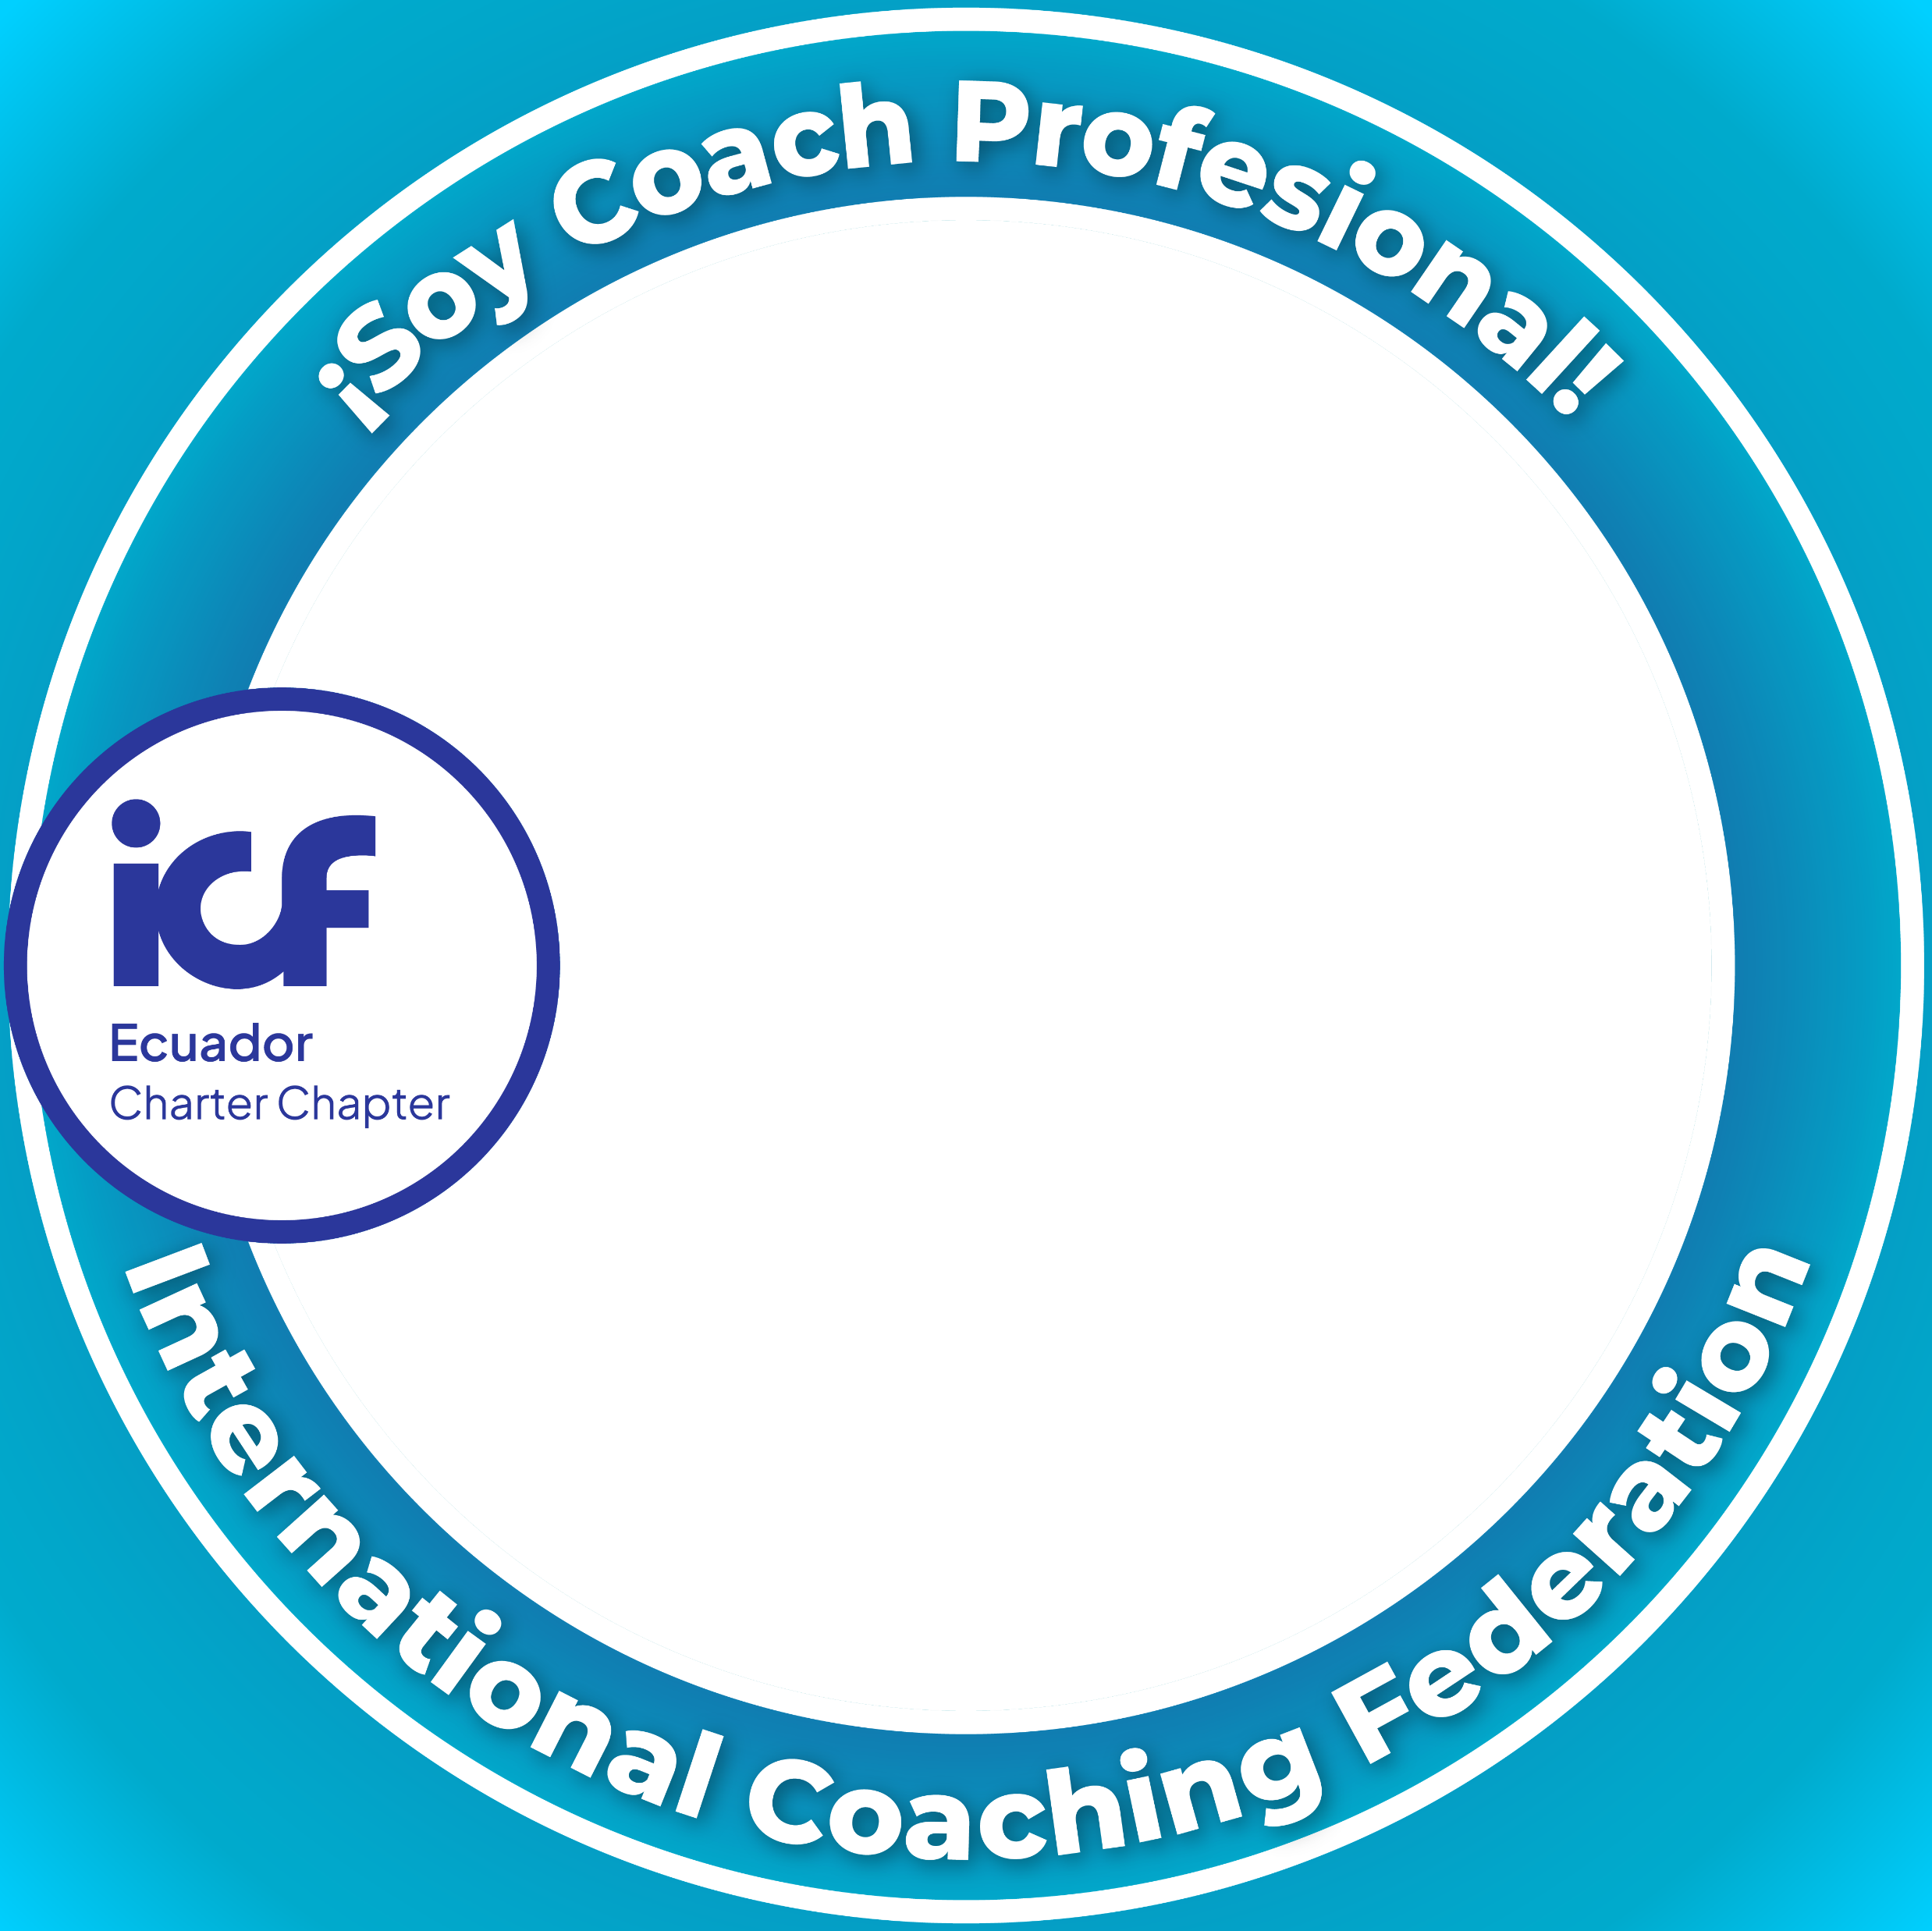 ¡Soy Coach Profesional!
icf
Ecuador
Charter Chapter
International Coaching Federation